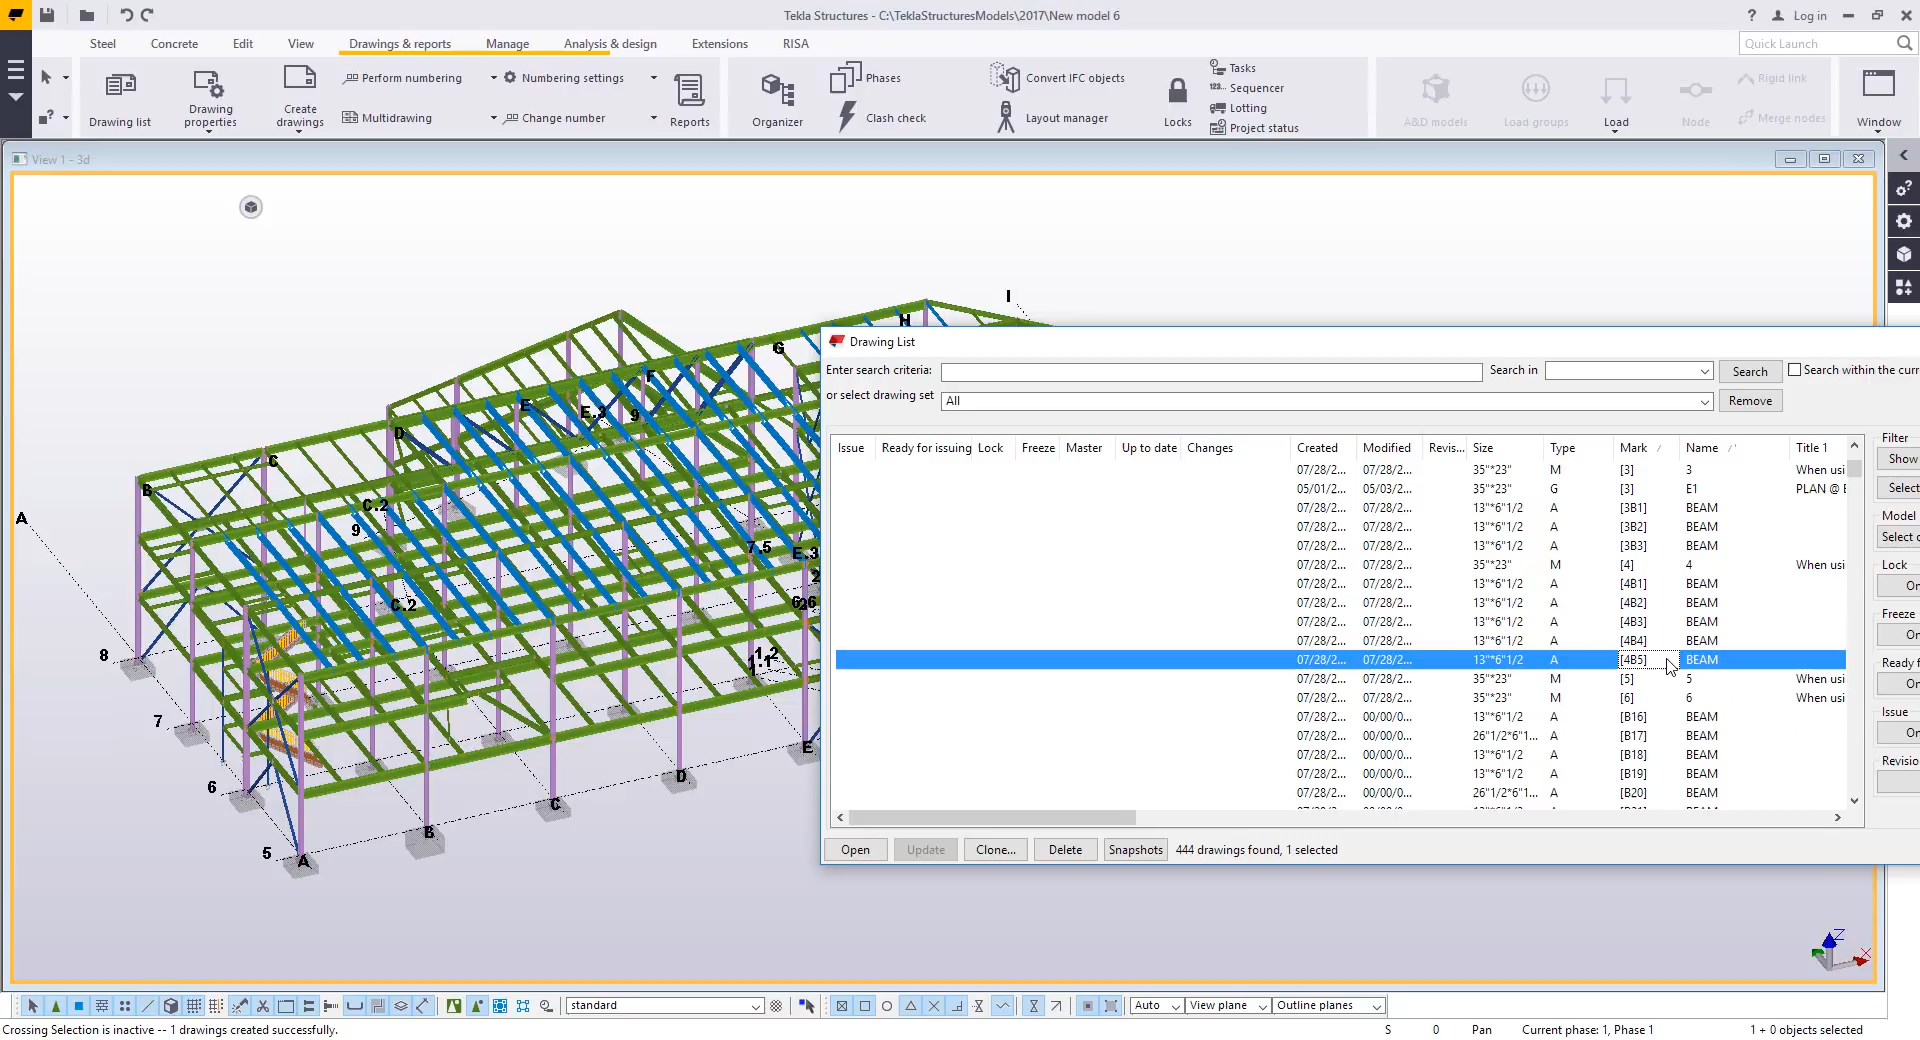 Tekla Structures - C:\TeklaStructuresModels\2017\New model 6
? Log in
Steel Concrete Edit View Drawings & reports Manage Analysis & design Extensions RISA
Quick Launch
Drawing list
Drawing properties
Create drawings
Perform numbering
Multidrawing
Numbering settings
Change number
Reports
Organizer
Phases
Clash check
Convert IFC objects
Layout manager
Locks
Tasks
Sequencer
Lotting
Project status
A&D models
Load groups
Load
Node
Rigid link
Merge nodes
Window
View 1 - 3d
I
H
G
F
E
E.3
9
D
C
B
A
C.2
9
7.5
E.3
C.2
8
7
6
5
A
B
C
D
E
Drawing List
Enter search criteria:
Search in
Search
Search within the curr
or select drawing set
All
Remove
Issue Ready for issuing Lock Freeze Master Up to date Changes Created Modified Revis... Size Type Mark Name Title 1
07/28/2... 07/28/2... 35"*23" M [3] 3 When usi
05/01/2... 05/03/2... 35"*23" G [3] E1 PLAN @ E
07/28/2... 07/28/2... 13"*6"1/2 A [3B1] BEAM
07/28/2... 07/28/2... 13"*6"1/2 A [3B2] BEAM
07/28/2... 07/28/2... 13"*6"1/2 A [3B3] BEAM
07/28/2... 07/28/2... 35"*23" M [4] 4 When usi
07/28/2... 07/28/2... 13"*6"1/2 A [4B1] BEAM
07/28/2... 07/28/2... 13"*6"1/2 A [4B2] BEAM
07/28/2... 07/28/2... 13"*6"1/2 A [4B3] BEAM
07/28/2... 07/28/2... 13"*6"1/2 A [4B4] BEAM
07/28/2... 07/28/2... 13"*6"1/2 A [4B5] BEAM
07/28/2... 07/28/2... 35"*23" M [5] 5 When usi
07/28/2... 07/28/2... 35"*23" M [6] 6 When usi
07/28/2... 00/00/0... 13"*6"1/2 A [B16] BEAM
07/28/2... 00/00/0... 26"1/2*6"1... A [B17] BEAM
07/28/2... 00/00/0... 13"*6"1/2 A [B18] BEAM
07/28/2... 00/00/0... 13"*6"1/2 A [B19] BEAM
07/28/2... 00/00/0... 26"1/2*6"1... A [B20] BEAM
Filter
Show
Select
Model
Select o
Lock
On
Freeze
On
Ready f
On
Issue
On
Revisio
Open Update Clone... Delete Snapshots 444 drawings found, 1 selected
Z
X
standard
Auto View plane Outline planes
Crossing Selection is inactive -- 1 drawings created successfully.
S 0 Pan Current phase: 1, Phase 1 1 + 0 objects selected